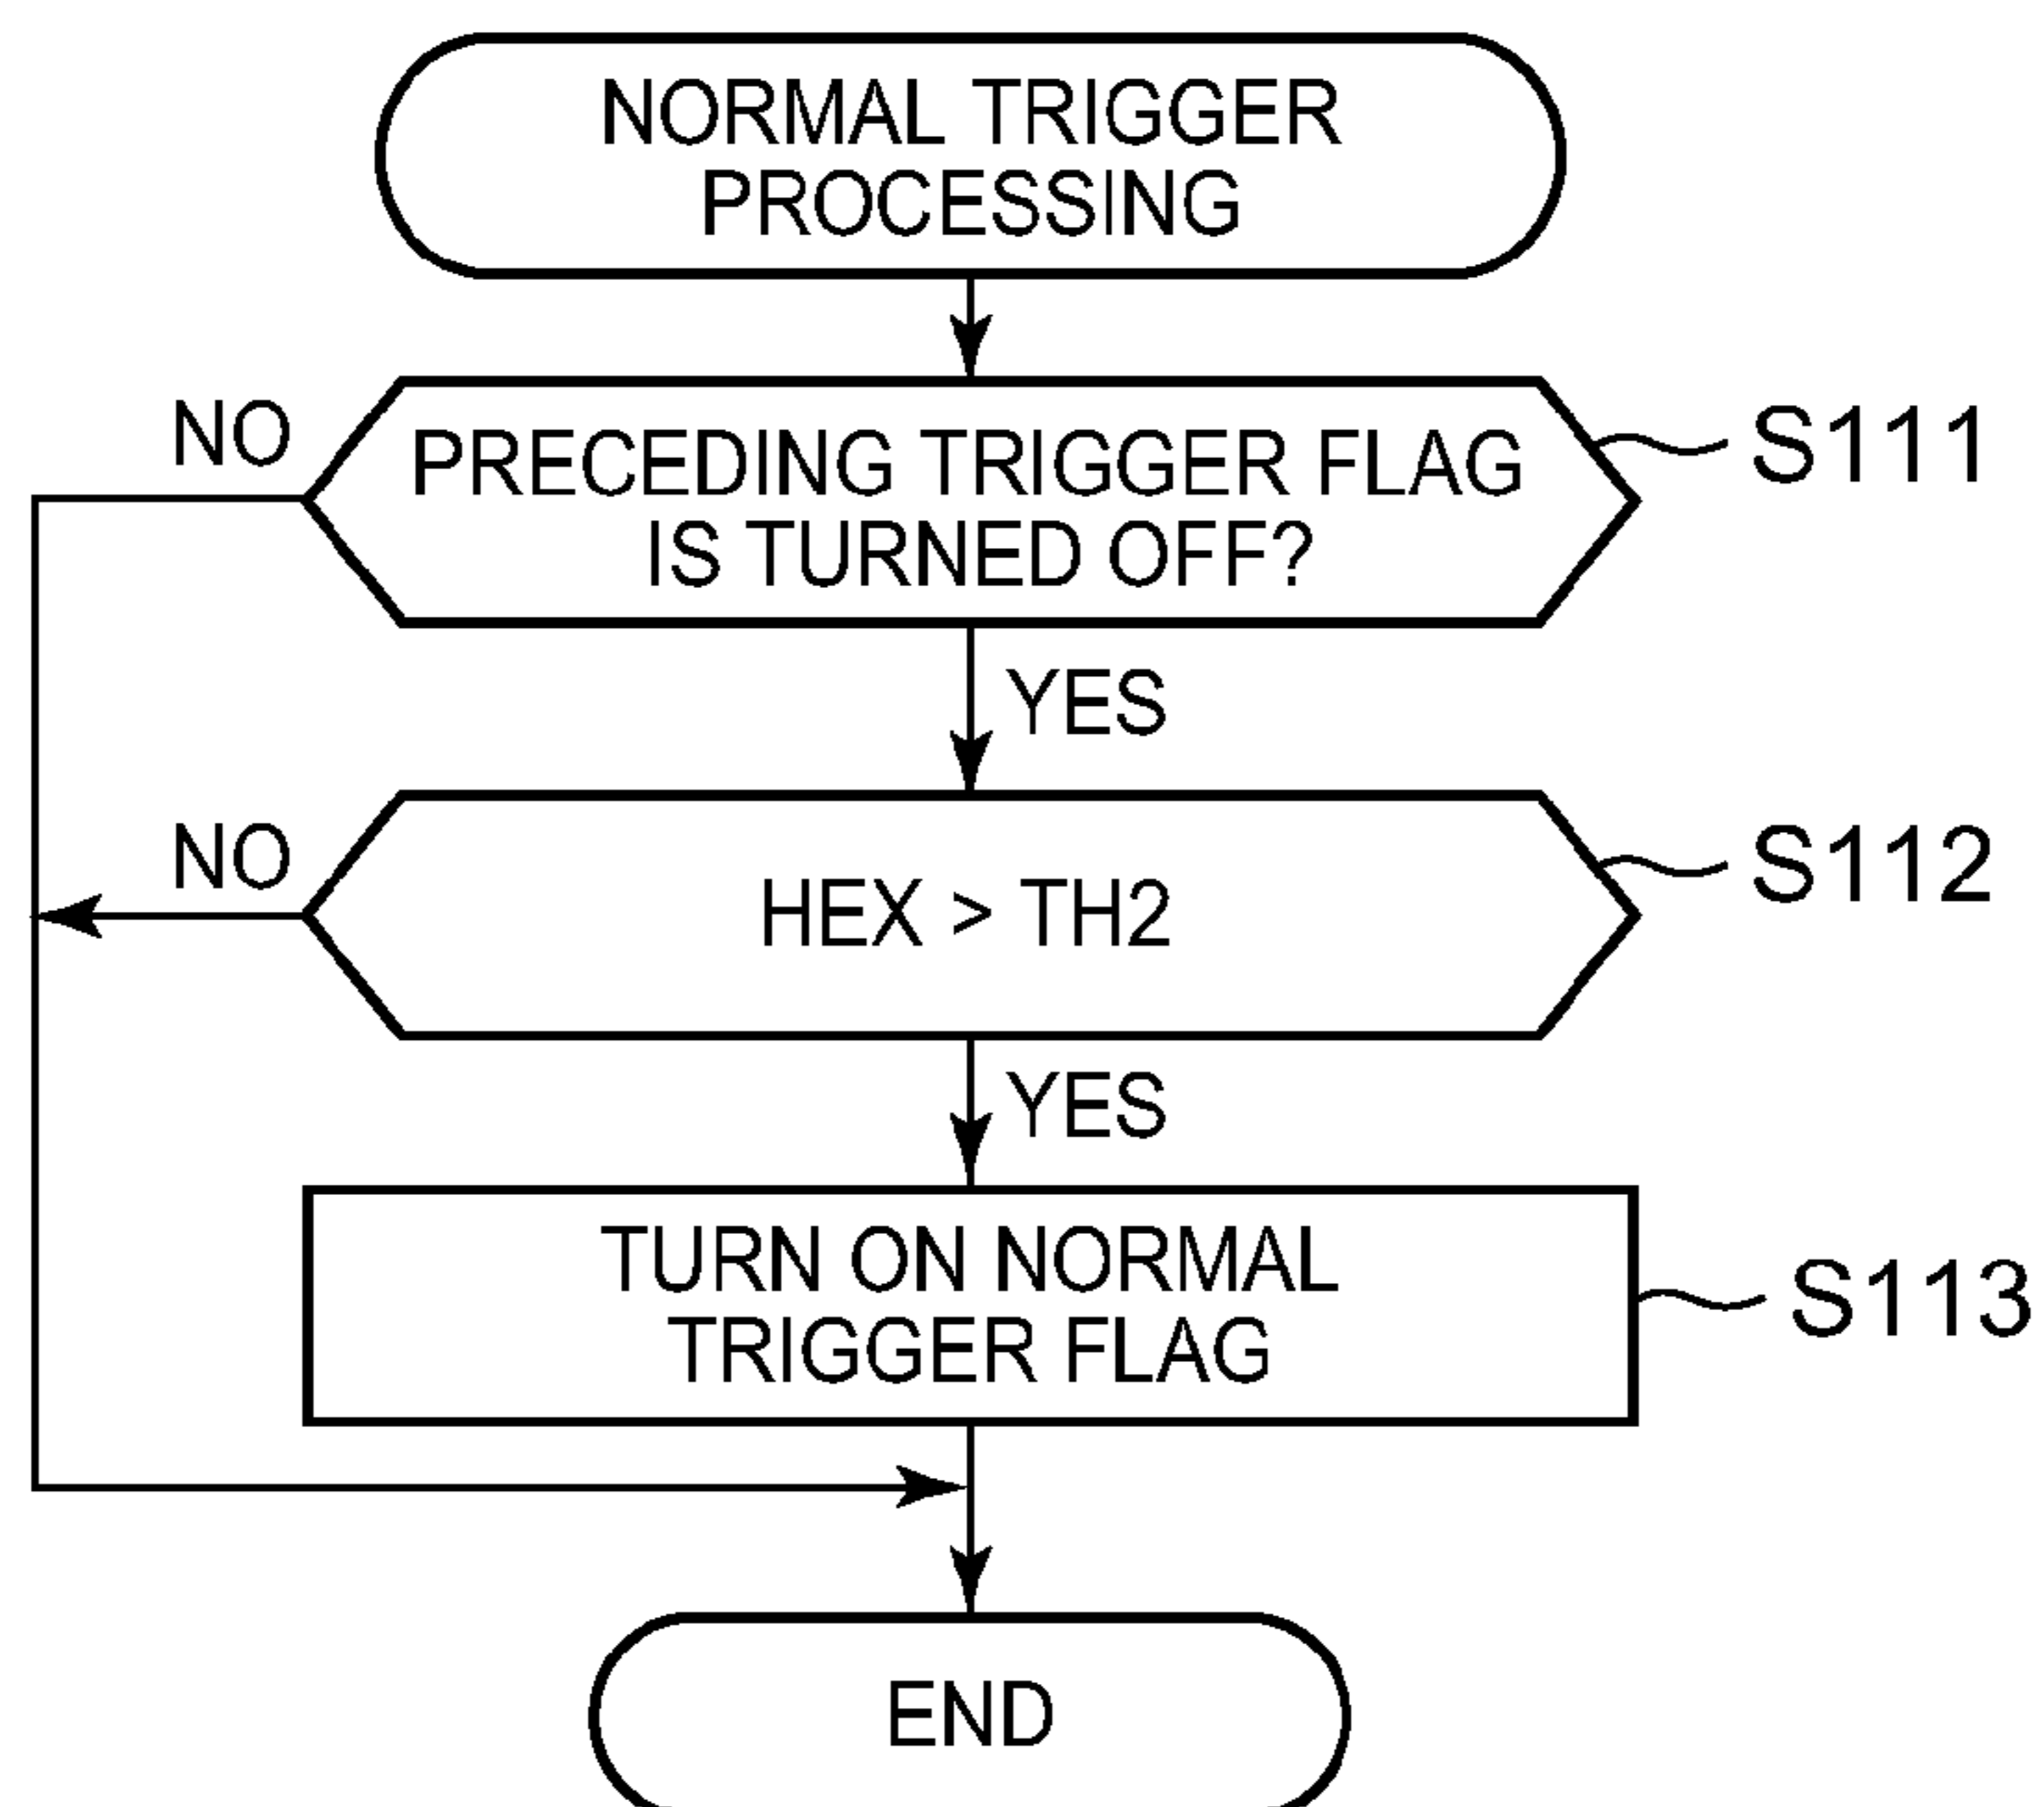 NORMAL TRIGGER
PROCESSING
NO
PRECEDING TRIGGER FLAG
IS TURNED OFF?
S111
YES
NO
HEX > TH2
S112
YES
TURN ON NORMAL
TRIGGER FLAG
S113
END